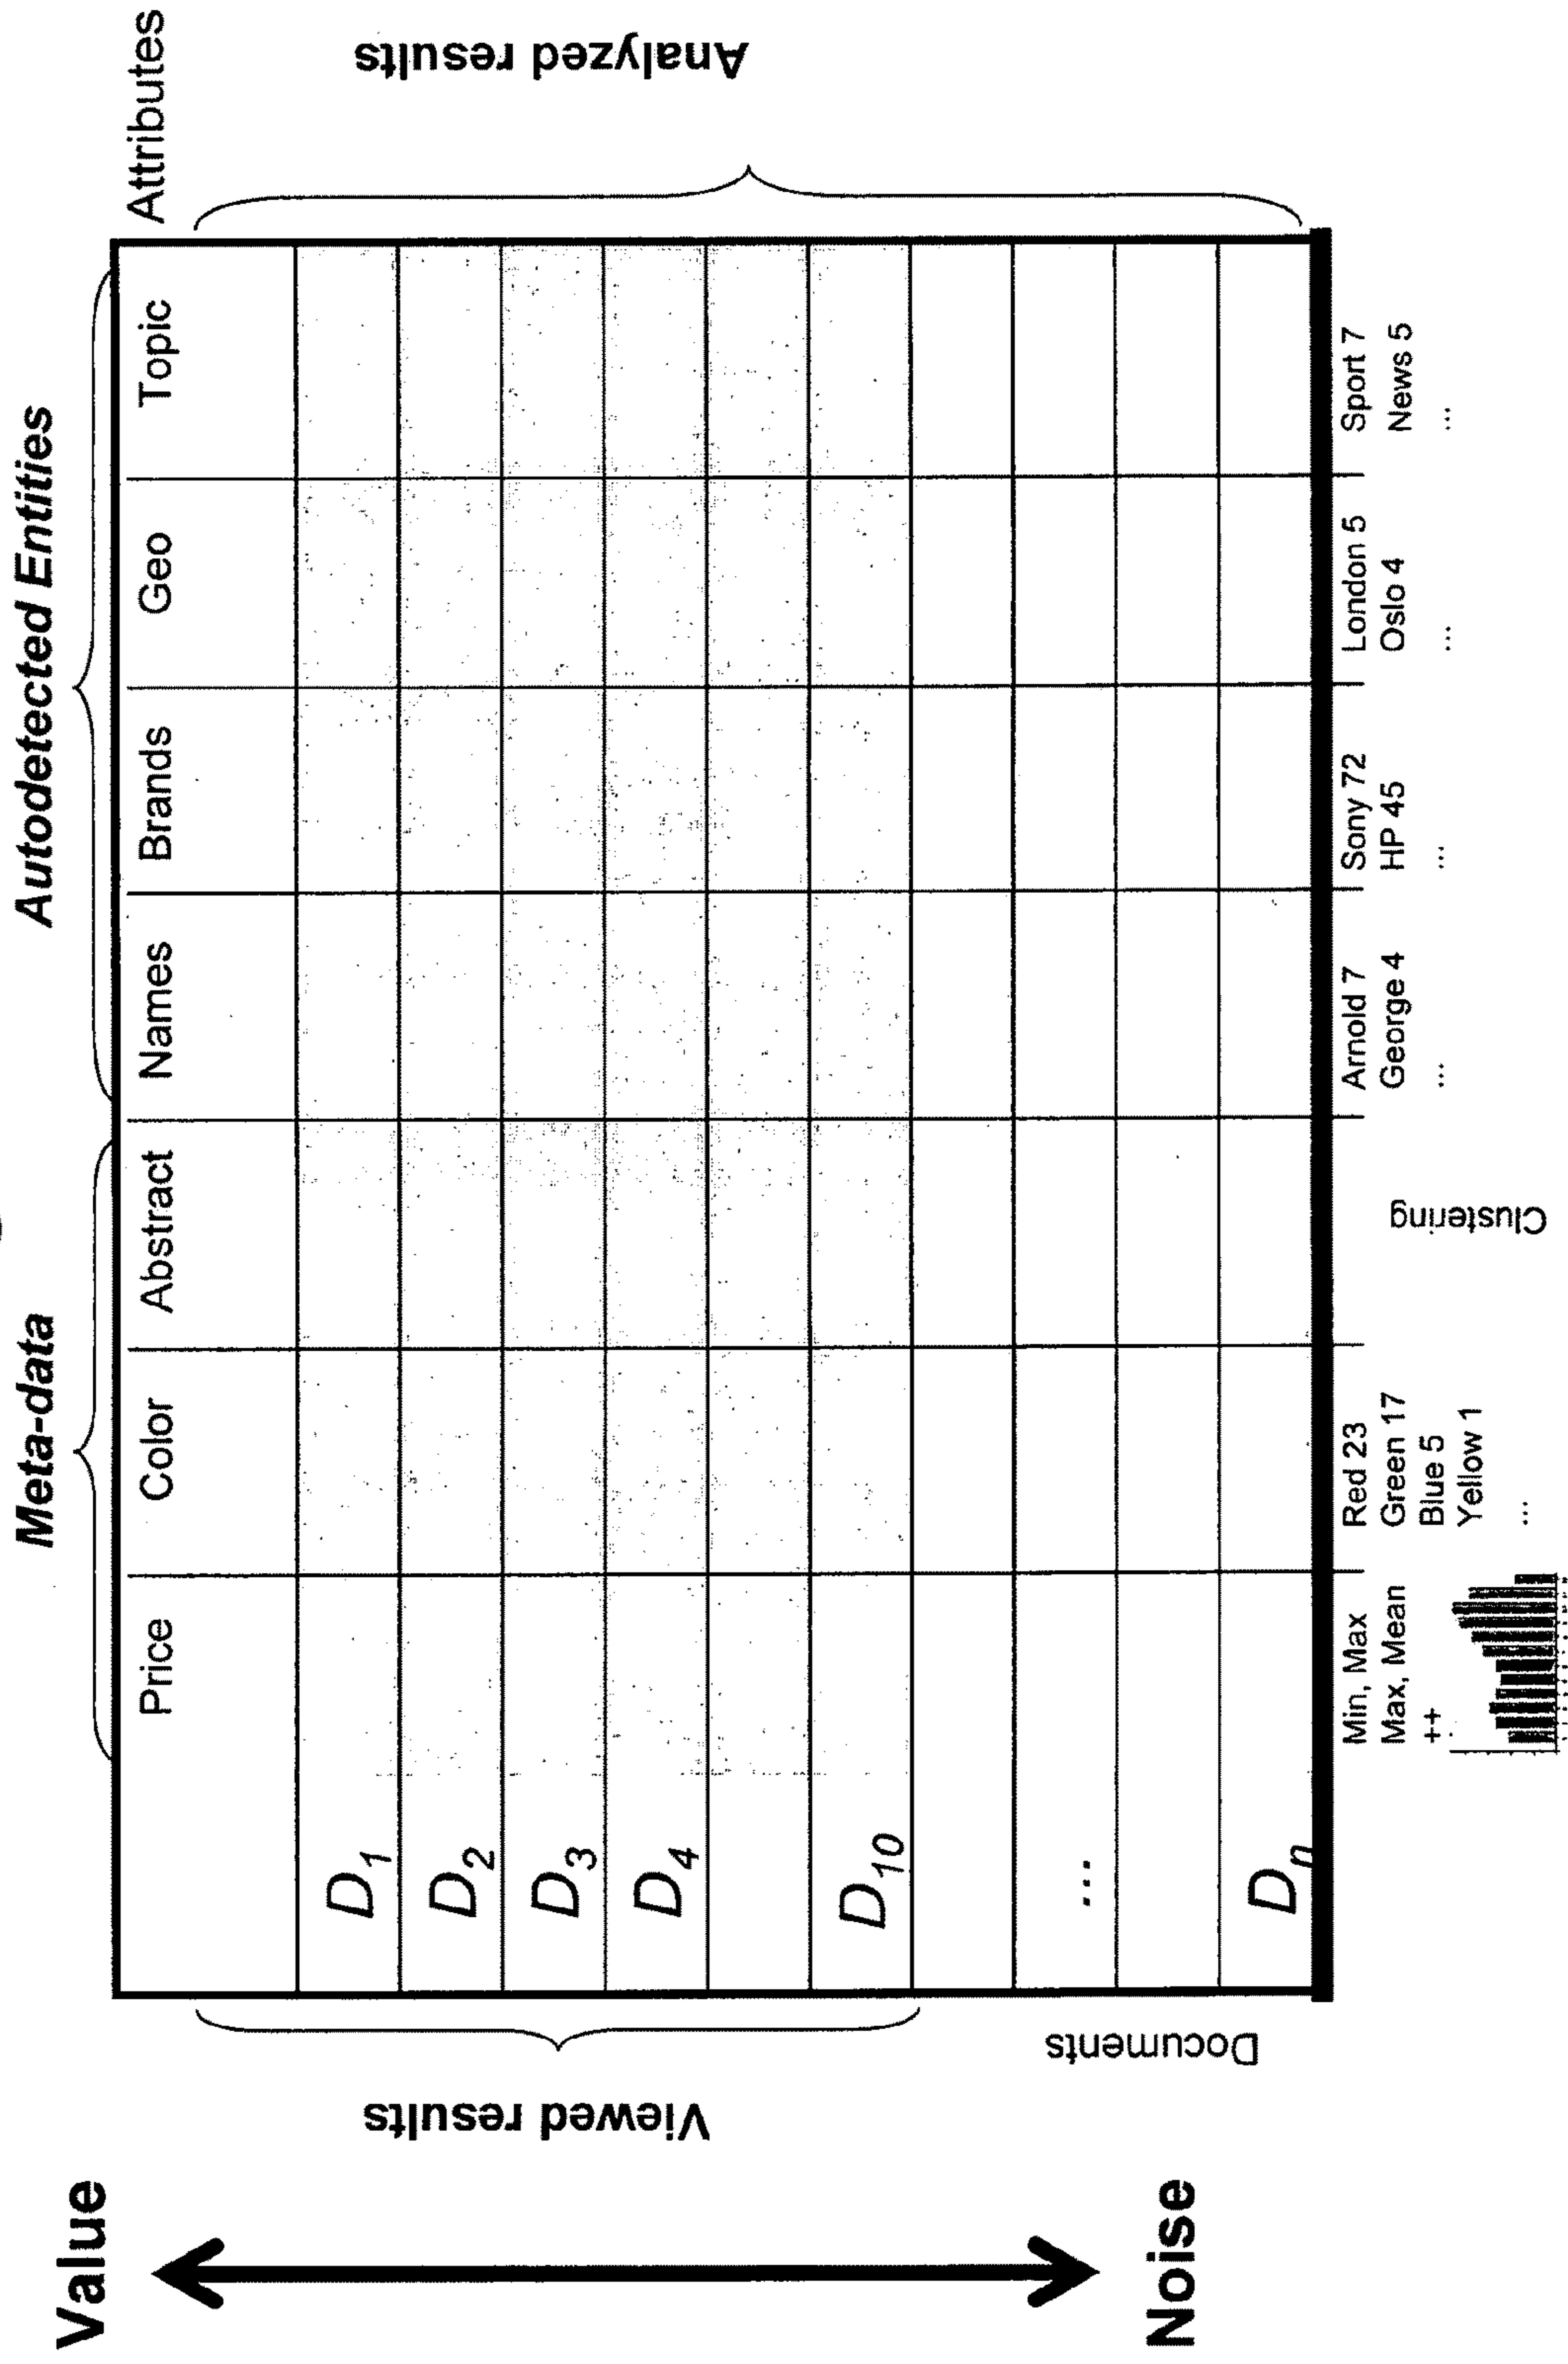 Value
Noise
Viewed results
Documents
Meta-data
Autodetected Entities
Price
Color
Abstract
Names
Brands
Geo
Topic
Attributes
D1
D2
D3
D4
D10
...
Dn
Analyzed results
Min, Max
Max, Mean
++
Red 23
Green 17
Blue 5
Yellow 1
...
Clustering
Arnold 7
George 4
...
Sony 72
HP 45
...
London 5
Oslo 4
...
Sport 7
News 5
...